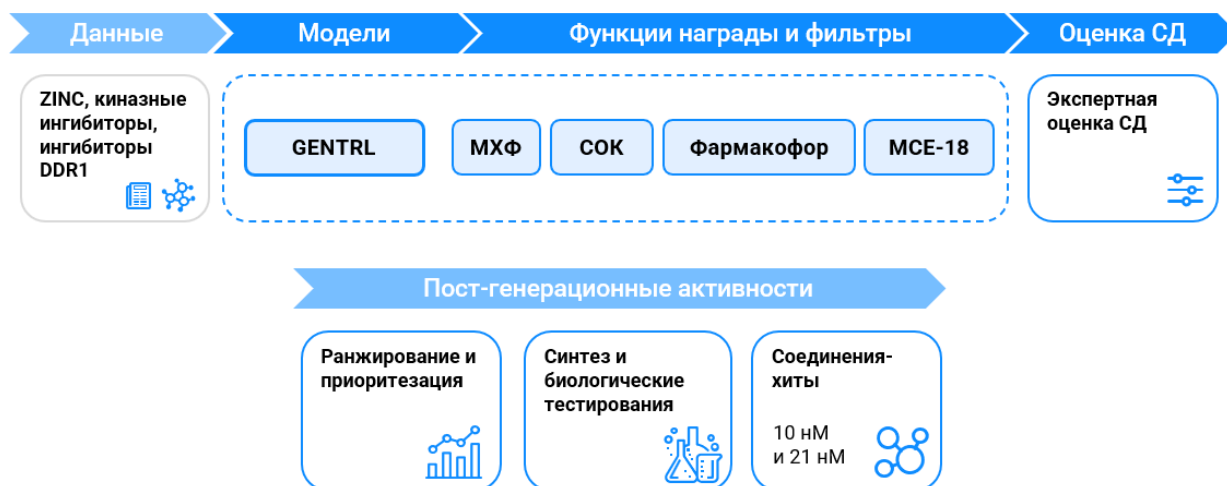 Данные
Модели
Функции награды и фильтры
Оценка СД
ZINC, киназные
ингибиторы,
ингибиторы
DDR1
GENTRL
МХФ
СОК
Фармакофор
MCE-18
Экспертная
оценка СД
Пост-генерационные активности
Ранжирование и
приоритезация
Синтез и
биологические
тестирования
Соединения-
хиты
10 нМ
и 21 нМ